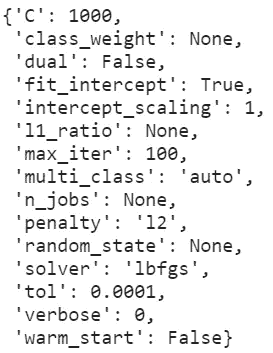 {'C': 1000,
 'class_weight': None,
 'dual': False,
 'fit_intercept': True,
 'intercept_scaling': 1,
 'l1_ratio': None,
 'max_iter': 100,
 'multi_class': 'auto',
 'n_jobs': None,
 'penalty': 'l2',
 'random_state': None,
 'solver': 'lbfgs',
 'tol': 0.0001,
 'verbose': 0,
 'warm_start': False}